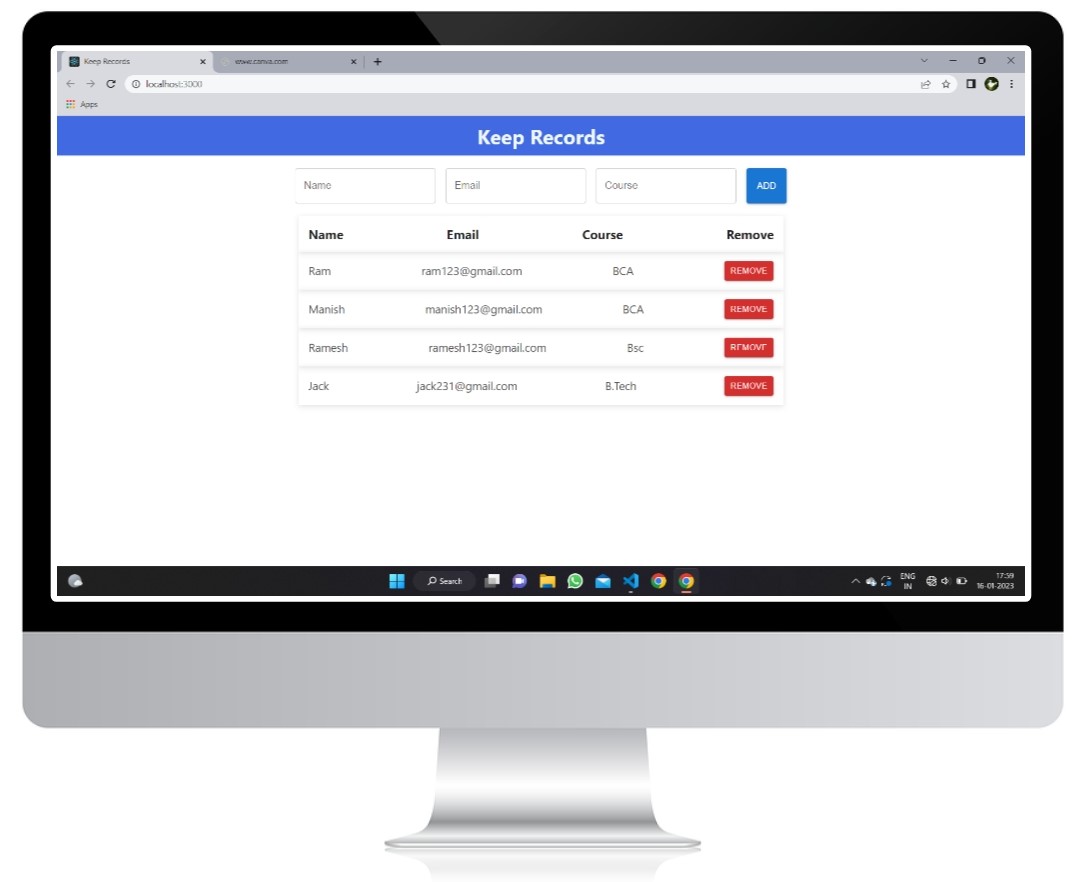 Keep Records
www.canva.com
localhost:3000
Apps
Keep Records
Name Email Course ADD
Name Email Course Remove
Ram ram123@gmail.com BCA REMOVE
Manish manish123@gmail.com BCA REMOVE
Ramesh ramesh123@gmail.com Bsc REMOVE
Jack jack231@gmail.com B.Tech REMOVE
Search
ENG
IN
17:59
16-01-2023